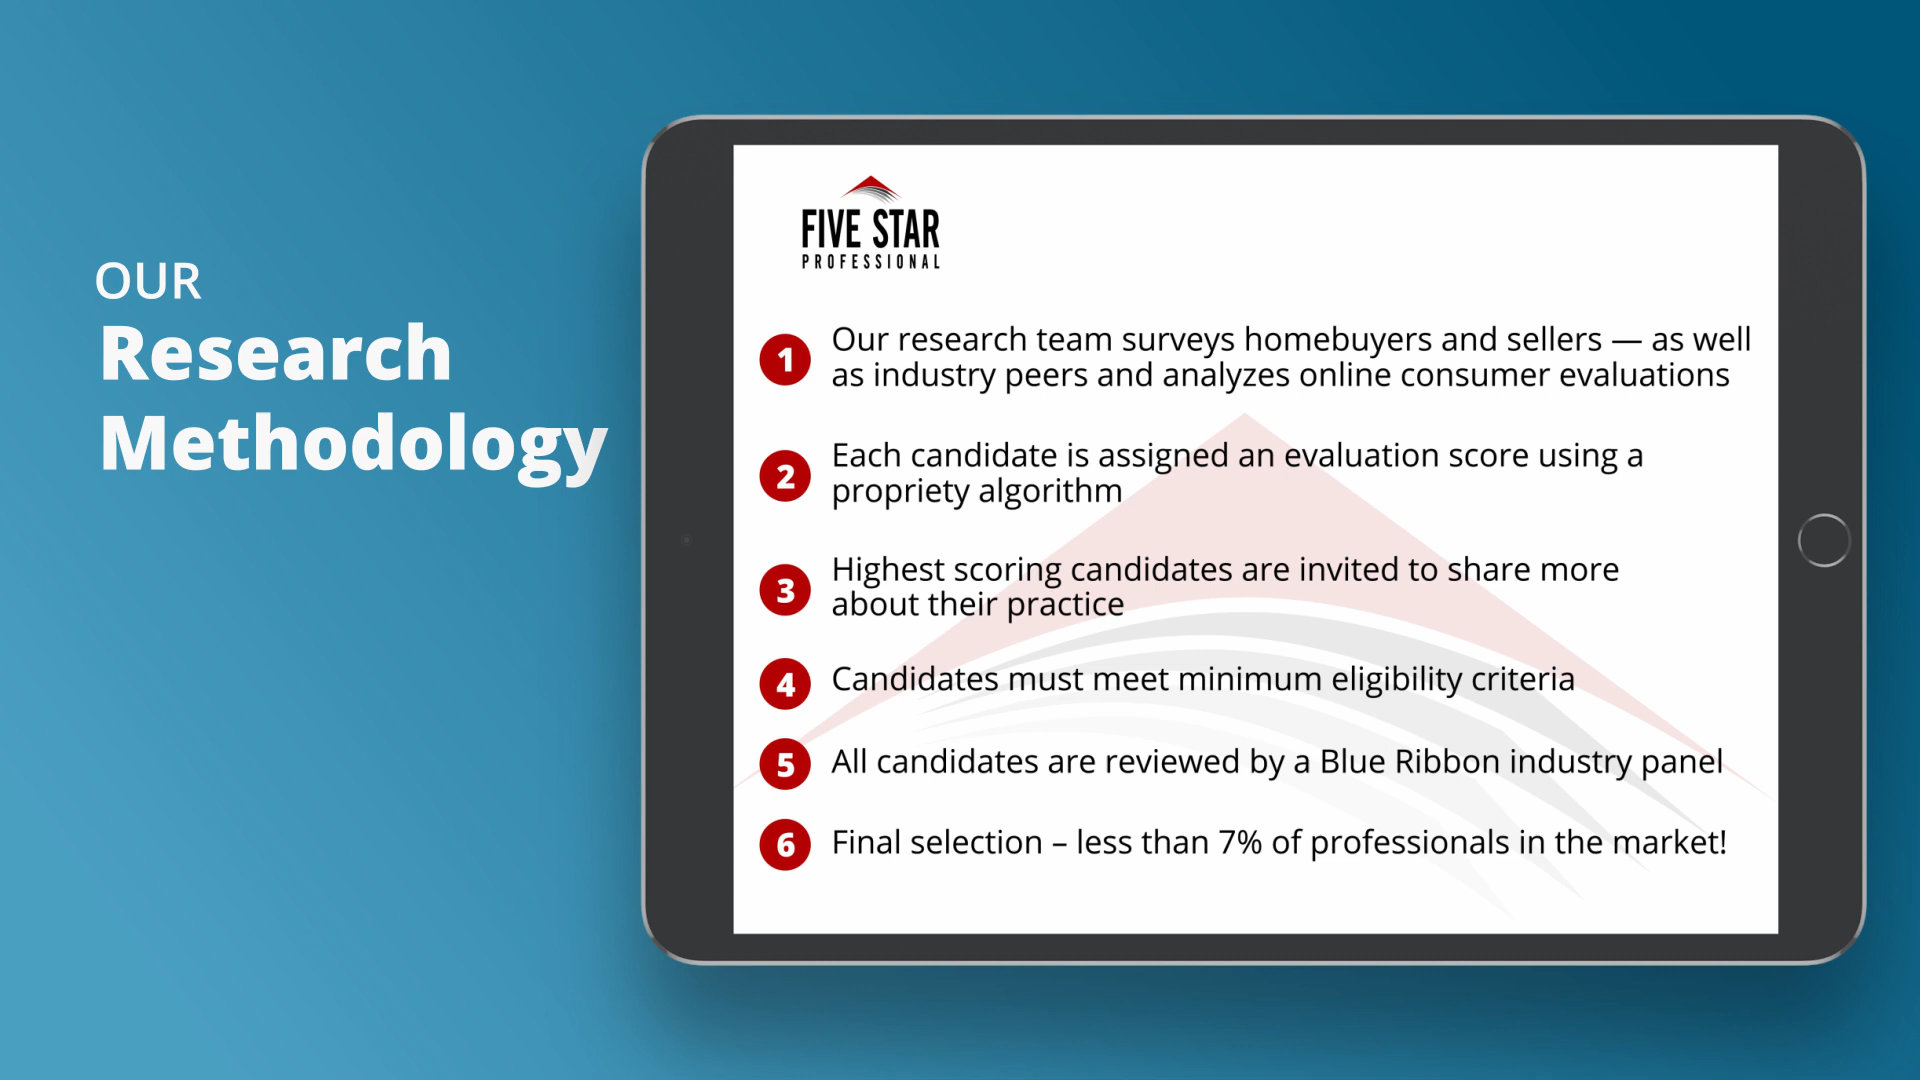 OUR
Research
Methodology
FIVE STAR
PROFESSIONAL
1 Our research team surveys homebuyers and sellers — as well
as industry peers and analyzes online consumer evaluations
2 Each candidate is assigned an evaluation score using a
propriety algorithm
3 Highest scoring candidates are invited to share more
about their practice
4 Candidates must meet minimum eligibility criteria
5 All candidates are reviewed by a Blue Ribbon industry panel
6 Final selection – less than 7% of professionals in the market!